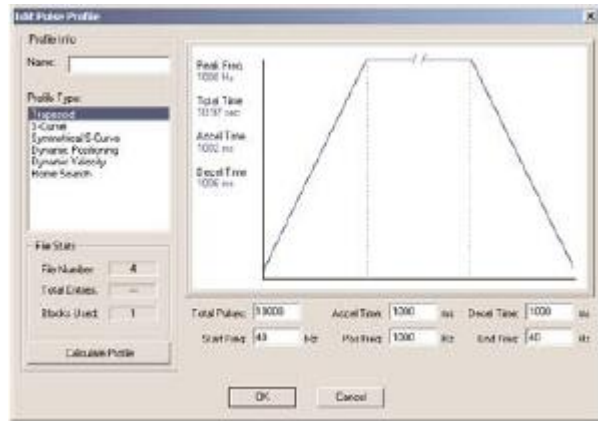 Edit Pulse Profile
Profile Info
Name:
Profile Type:
Trapezoid
S-Curve
Symmetrical S-Curve
Dynamic Positioning
Dynamic Velocity
Home Search
File Stats
File Number: 4
Total Entries: --
Blocks Used: 1
Calculate Profile
Peak Freq
1000 Hz
Total Time
10.97 sec
Accel Time
1002 ms
Decel Time
1006 ms
Total Pulses: 10000
Accel Time: 1000 ms
Decel Time: 1000 ms
Start Freq: 40 Hz
Pos Freq: 1000 Hz
End Freq: 40 Hz
OK
Cancel